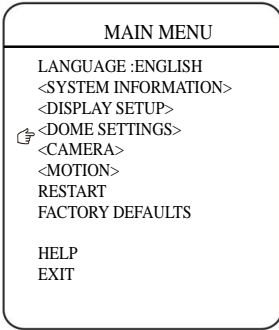 MAIN MENU
LANGUAGE :ENGLISH
<SYSTEM INFORMATION>
<DISPLAY SETUP>
<DOME SETTINGS>
<CAMERA>
<MOTION>
RESTART
FACTORY DEFAULTS
HELP
EXIT